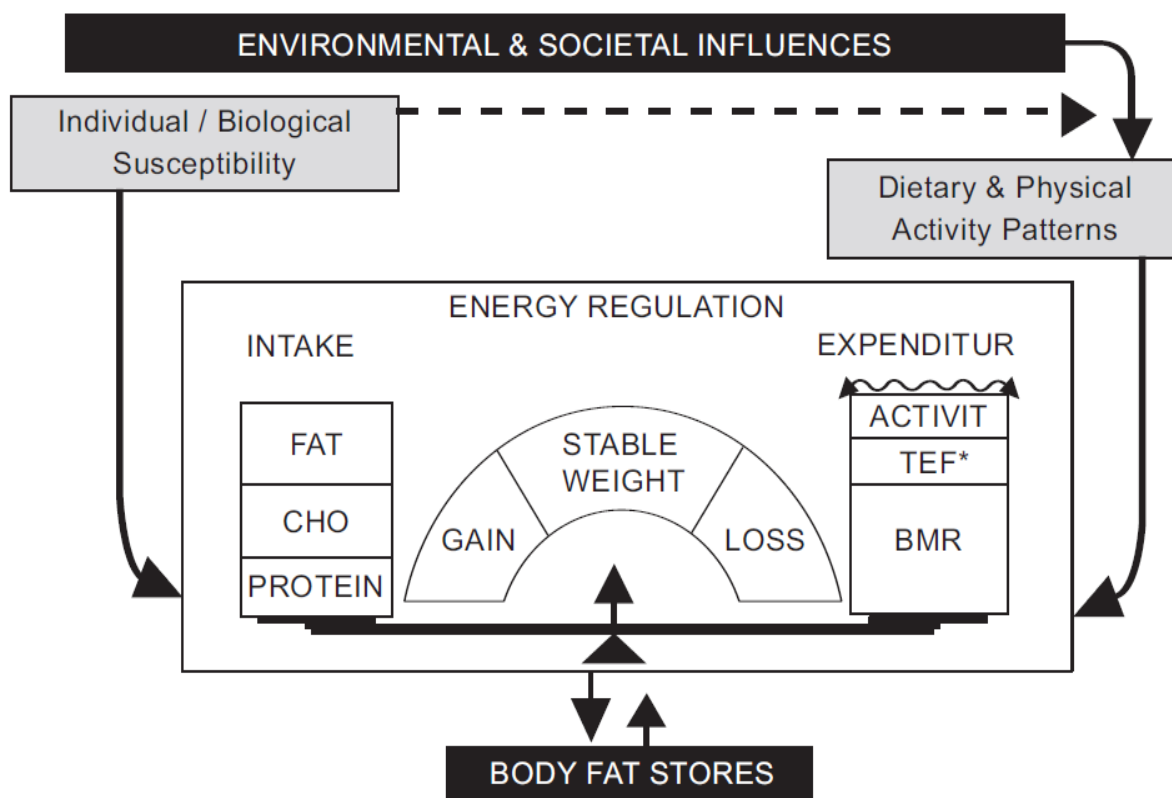 ENVIRONMENTAL & SOCIETAL INFLUENCES
Individual / Biological
Susceptibility
Dietary & Physical
Activity Patterns
ENERGY REGULATION
INTAKE
EXPENDITUR
FAT
CHO
PROTEIN
GAIN
STABLE
WEIGHT
LOSS
ACTIVIT
TEF*
BMR
BODY FAT STORES